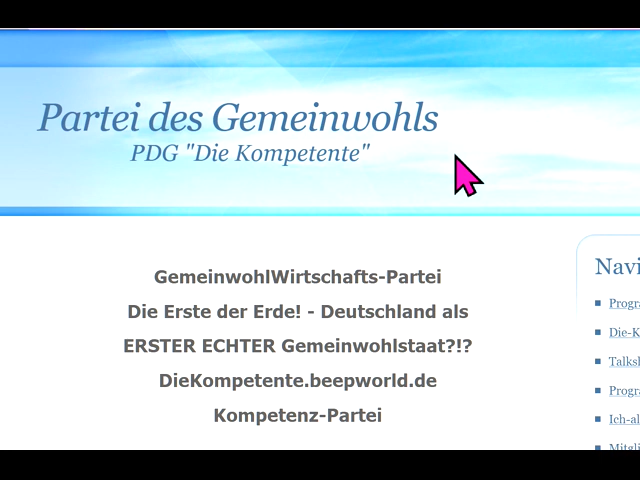 Partei des Gemeinwohls
PDG "Die Kompetente"
GemeinwohlWirtschafts-Partei
Die Erste der Erde! - Deutschland als
ERSTER ECHTER Gemeinwohlstaat?!?
DieKompetente.beepworld.de
Kompetenz-Partei